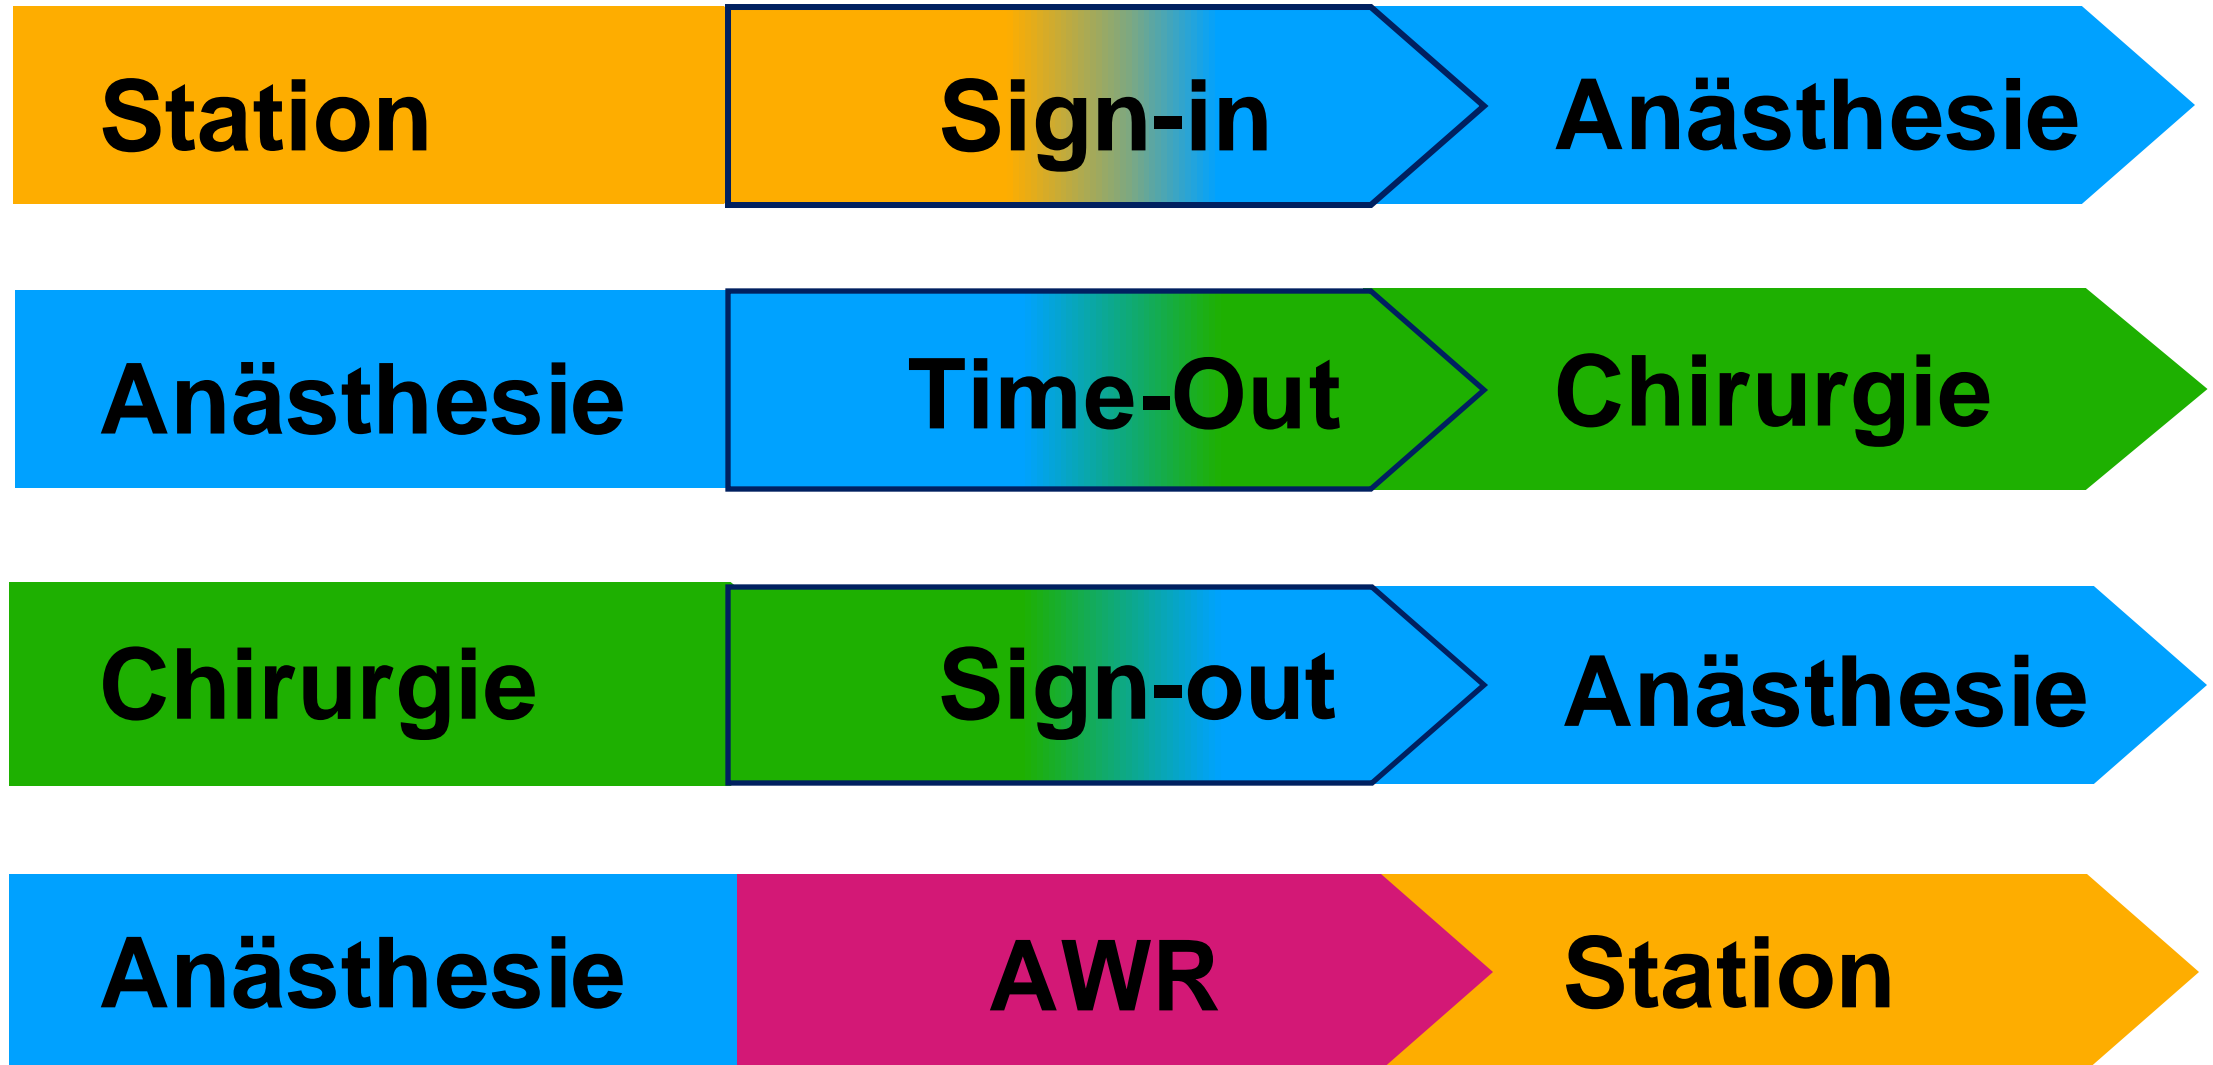 Station Sign-in Anästhesie
Anästhesie Time-Out Chirurgie
Chirurgie Sign-out Anästhesie
Anästhesie AWR Station